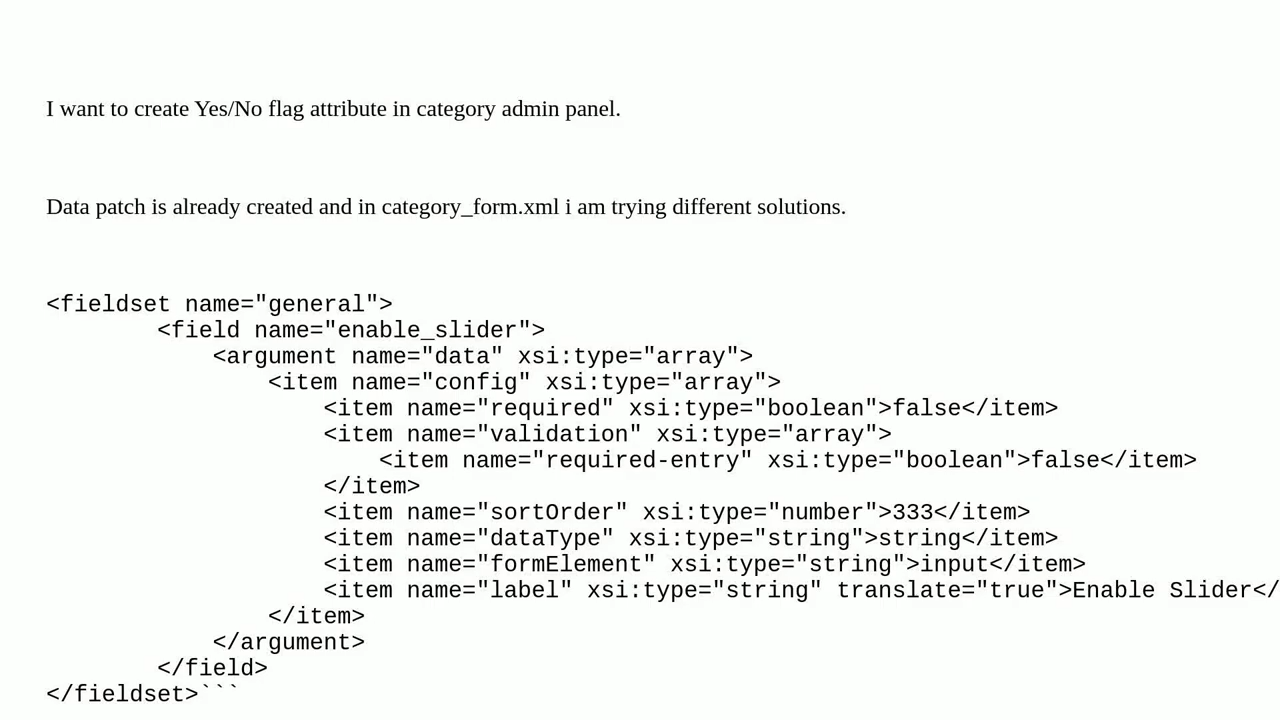 I want to create Yes/No flag attribute in category admin panel.
Data patch is already created and in category_form.xml i am trying different solutions.
<fieldset name="general">
        <field name="enable_slider">
            <argument name="data" xsi:type="array">
                <item name="config" xsi:type="array">
                    <item name="required" xsi:type="boolean">false</item>
                    <item name="validation" xsi:type="array">
                        <item name="required-entry" xsi:type="boolean">false</item>
                    </item>
                    <item name="sortOrder" xsi:type="number">333</item>
                    <item name="dataType" xsi:type="string">string</item>
                    <item name="formElement" xsi:type="string">input</item>
                    <item name="label" xsi:type="string" translate="true">Enable Slider</
                </item>
            </argument>
        </field>
</fieldset>```